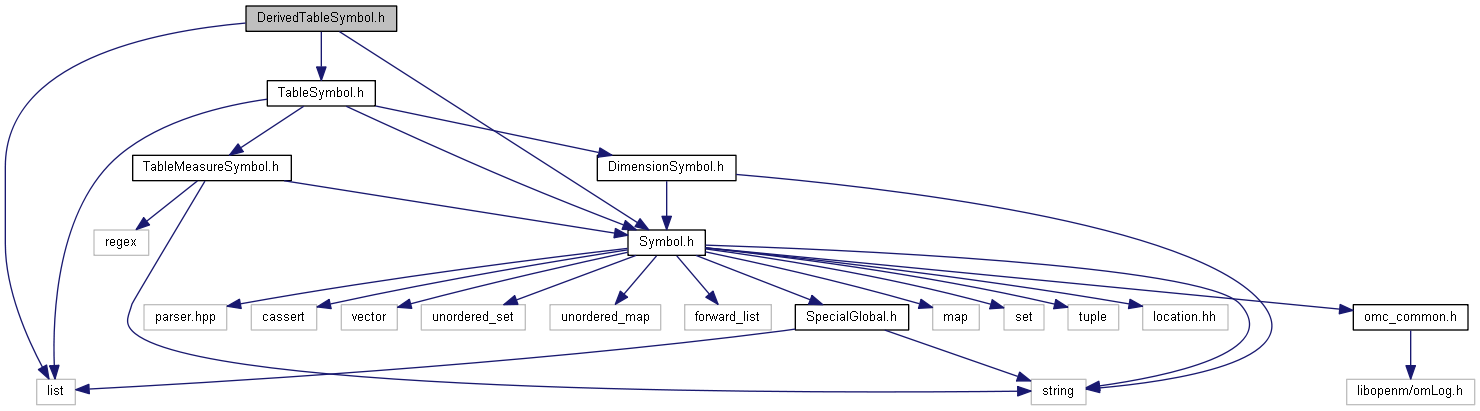 DerivedTableSymbol.h
TableSymbol.h
TableMeasureSymbol.h
DimensionSymbol.h
regex
Symbol.h
parser.hpp
cassert
vector
unordered_set
unordered_map
forward_list
SpecialGlobal.h
map
set
tuple
location.hh
omc_common.h
list
string
libopenm/omLog.h